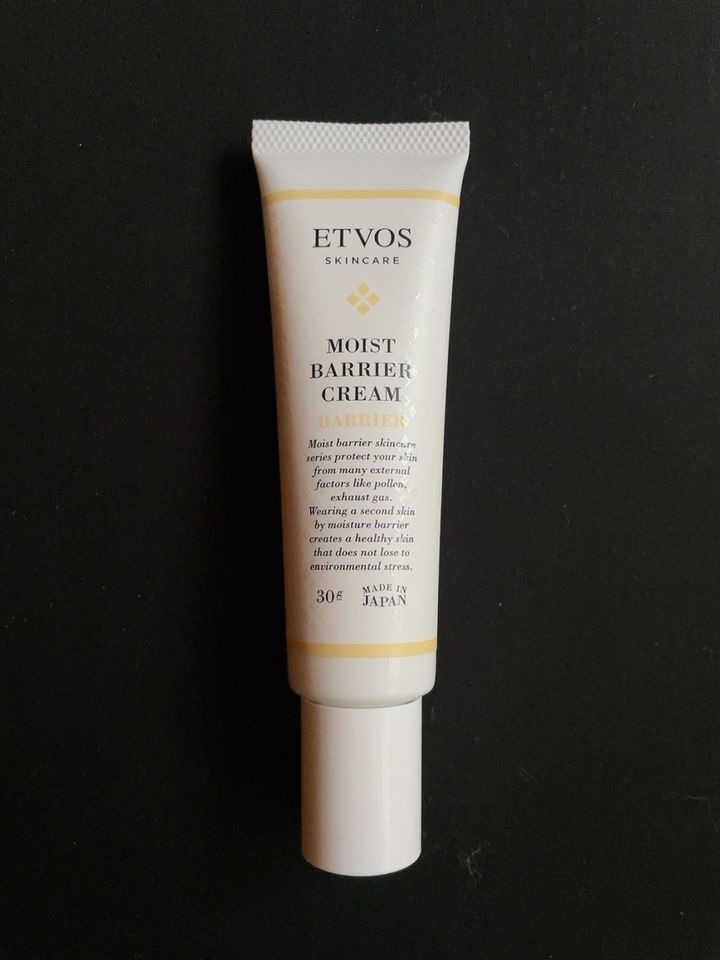 ETVOS
SKINCARE
MOIST
BARRIER
CREAM
BARRIER
Moist barrier skincare
series protect your skin
from many external
factors like pollen,
exhaust gas.
Wearing a second skin
by moisture barrier
creates a healthy skin
that does not lose to
environmental stress.
30g
MADE IN
JAPAN